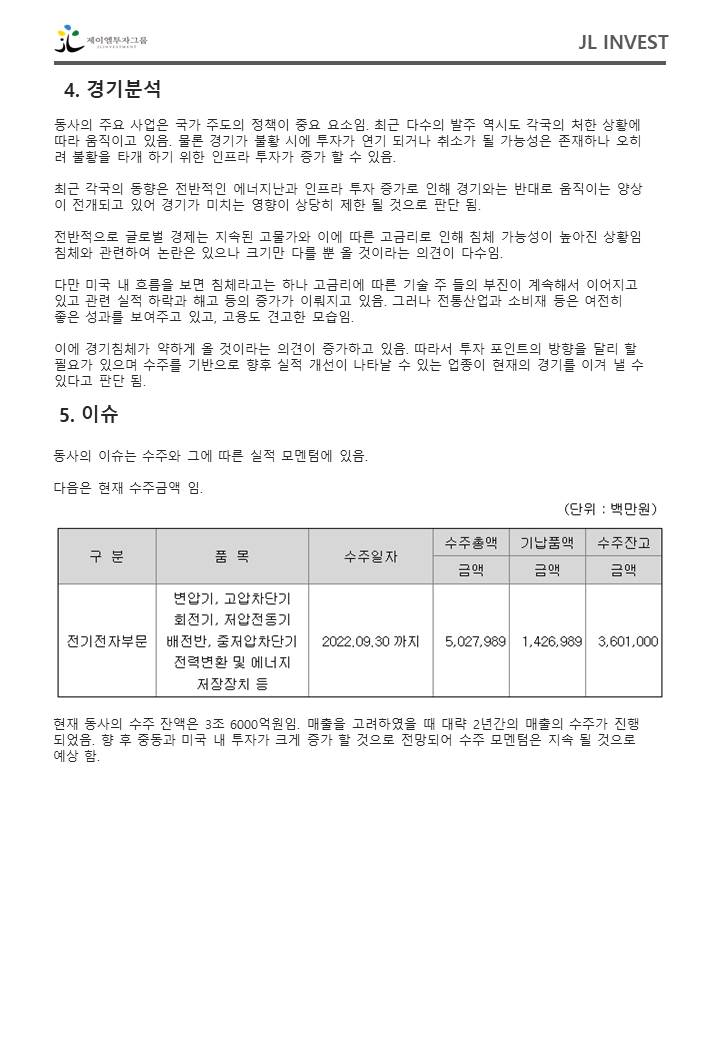 제이엘투자그룹
JL INVESTMENT
JL INVEST
4. 경기분석
동사의 주요 사업은 국가 주도의 정책이 중요 요소임. 최근 다수의 발주 역시도 각국의 처한 상황에
따라 움직이고 있음. 물론 경기가 불황 시에 투자가 연기 되거나 취소가 될 가능성은 존재하나 오히
려 불황을 타개 하기 위한 인프라 투자가 증가 할 수 있음.
최근 각국의 동향은 전반적인 에너지난과 인프라 투자 증가로 인해 경기와는 반대로 움직이는 양상
이 전개되고 있어 경기가 미치는 영향이 상당히 제한 될 것으로 판단 됨.
전반적으로 글로벌 경제는 지속된 고물가와 이에 따른 고금리로 인해 침체 가능성이 높아진 상황임
침체와 관련하여 논란은 있으나 크기만 다를 뿐 올 것이라는 의견이 다수임.
다만 미국 내 흐름을 보면 침체라고는 하나 고금리에 따른 기술 주 들의 부진이 계속해서 이어지고
있고 관련 실적 하락과 해고 등의 증가가 이뤄지고 있음. 그러나 전통산업과 소비재 등은 여전히
좋은 성과를 보여주고 있고, 고용도 견고한 모습임.
이에 경기침체가 약하게 올 것이라는 의견이 증가하고 있음. 따라서 투자 포인트의 방향을 달리 할
필요가 있으며 수주를 기반으로 향후 실적 개선이 나타날 수 있는 업종이 현재의 경기를 이겨 낼 수
있다고 판단 됨.
5. 이슈
동사의 이슈는 수주와 그에 따른 실적 모멘텀에 있음.
다음은 현재 수주금액 임.
(단위 : 백만원)
구 분 품 목 수주일자 수주총액 기납품액 수주잔고
금액 금액 금액
변압기, 고압차단기
회전기, 저압전동기
전기전자부문 배전반, 중저압차단기 2022.09.30 까지 5,027,989 1,426,989 3,601,000
전력변환 및 에너지
저장장치 등
현재 동사의 수주 잔액은 3조 6000억원임. 매출을 고려하였을 때 대략 2년간의 매출의 수주가 진행
되었음. 향 후 중동과 미국 내 투자가 크게 증가 할 것으로 전망되어 수주 모멘텀은 지속 될 것으로
예상 함.